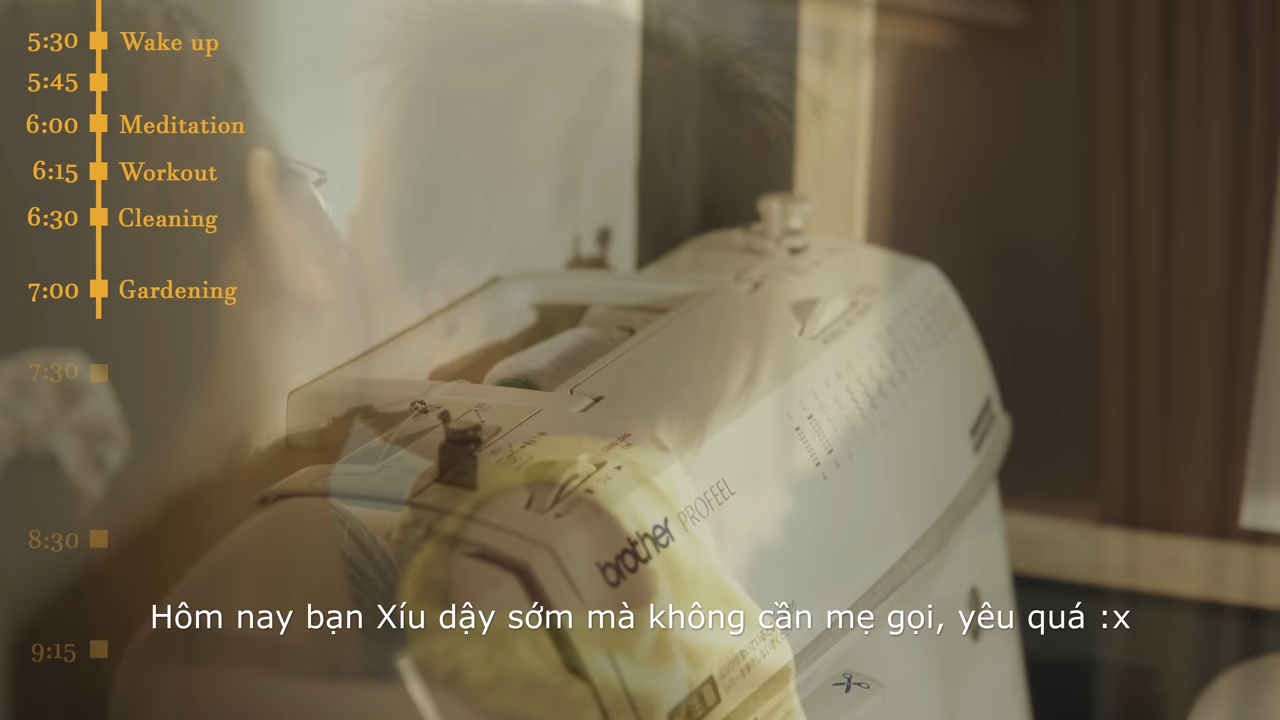 5:30 Wake up
5:45
6:00 Meditation
6:15 Workout
6:30 Cleaning
7:00 Gardening
7:30
8:30
9:15
brother PROFEEL
Hôm nay bạn Xíu dậy sớm mà không cần mẹ gọi, yêu quá :x